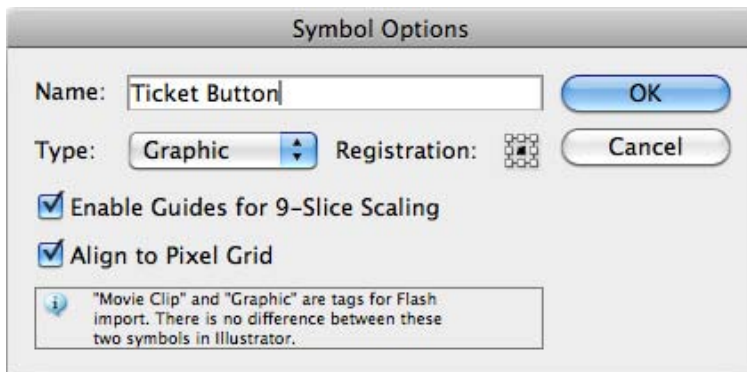 Symbol Options
Name: Ticket Button OK
Type: Graphic Registration: Cancel
Enable Guides for 9-Slice Scaling
Align to Pixel Grid
"Movie Clip" and "Graphic" are tags for Flash
import. There is no difference between these
two symbols in Illustrator.